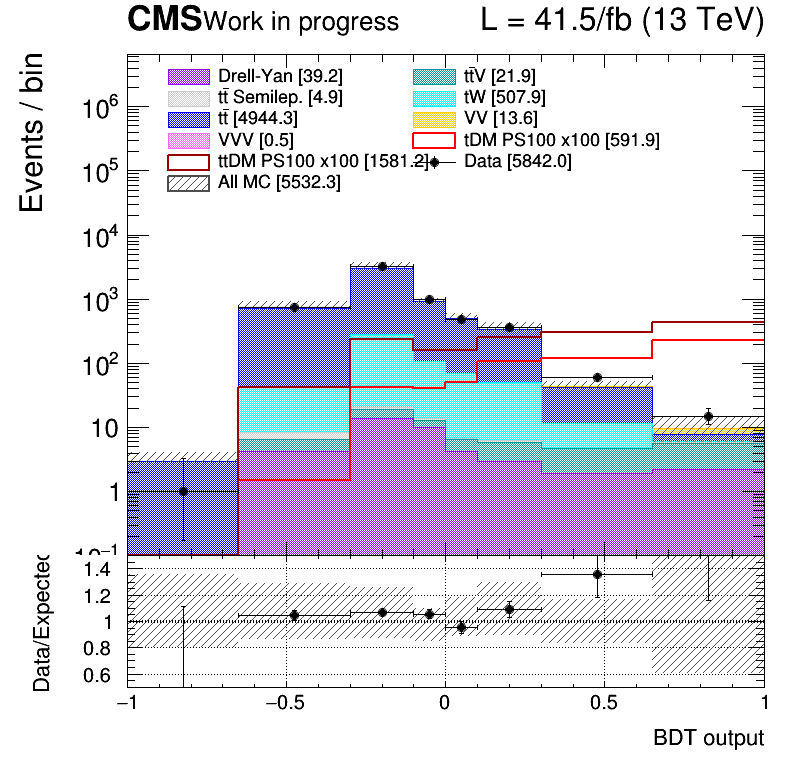 CMS Work in progress L = 41.5/fb (13 TeV)
Events / bin
Drell-Yan [39.2] tt̄V [21.9]
tt̄ Semilep. [4.9] tW [507.9]
tt̄ [4944.3] VV [13.6]
VVV [0.5] tDM PS100 x100 [591.9]
ttDM PS100 x100 [1581.2] Data [5842.0]
All MC [5532.3]
10⁶
10⁵
10⁴
10³
10²
10
1
10⁻¹
Data/Expected
1.4
1.2
1
0.8
0.6
−1 −0.5 0 0.5 1
BDT output